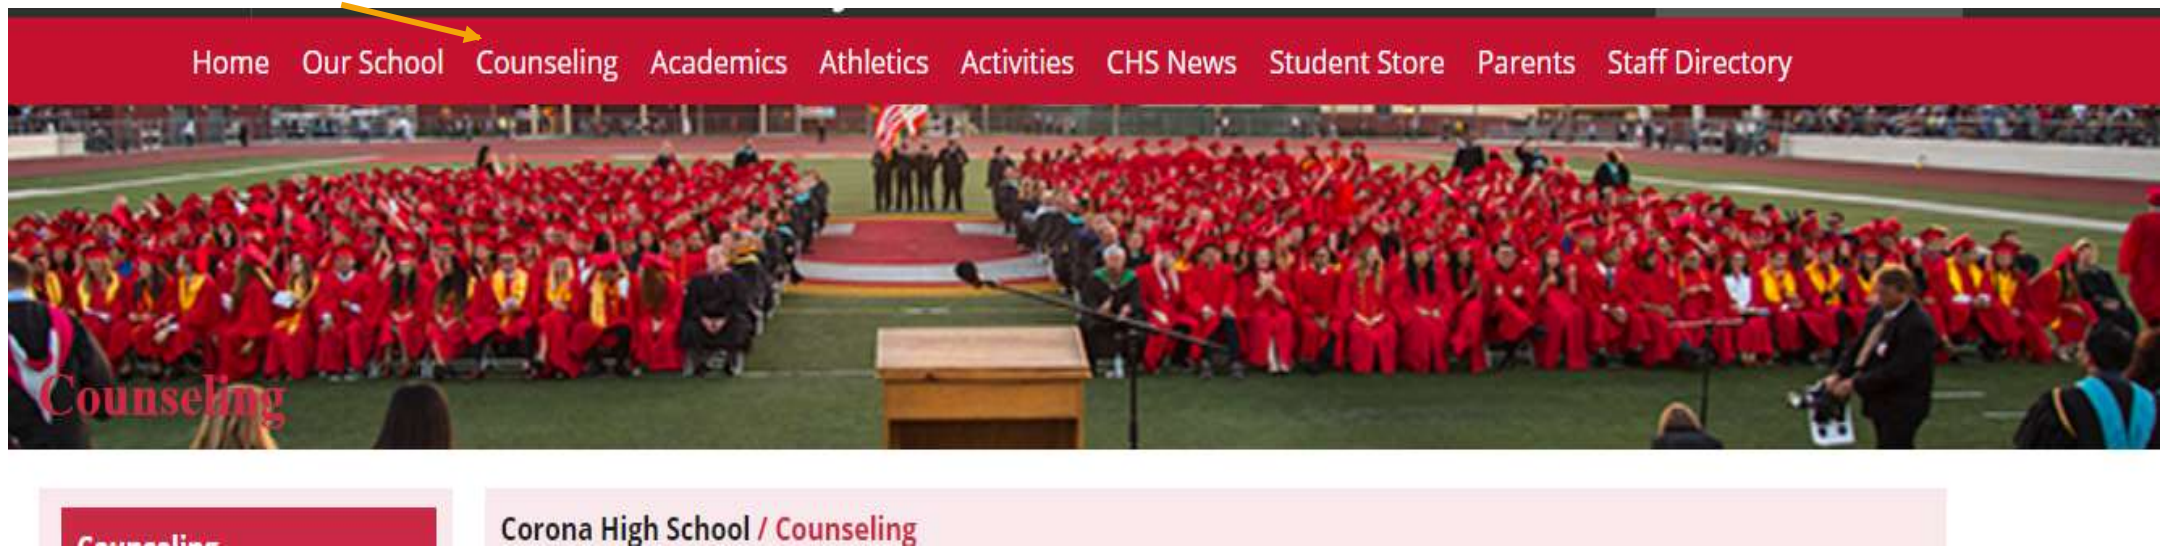 Home Our School Counseling Academics Athletics Activities CHS News Student Store Parents Staff Directory
Counseling
Counseling
Corona High School / Counseling